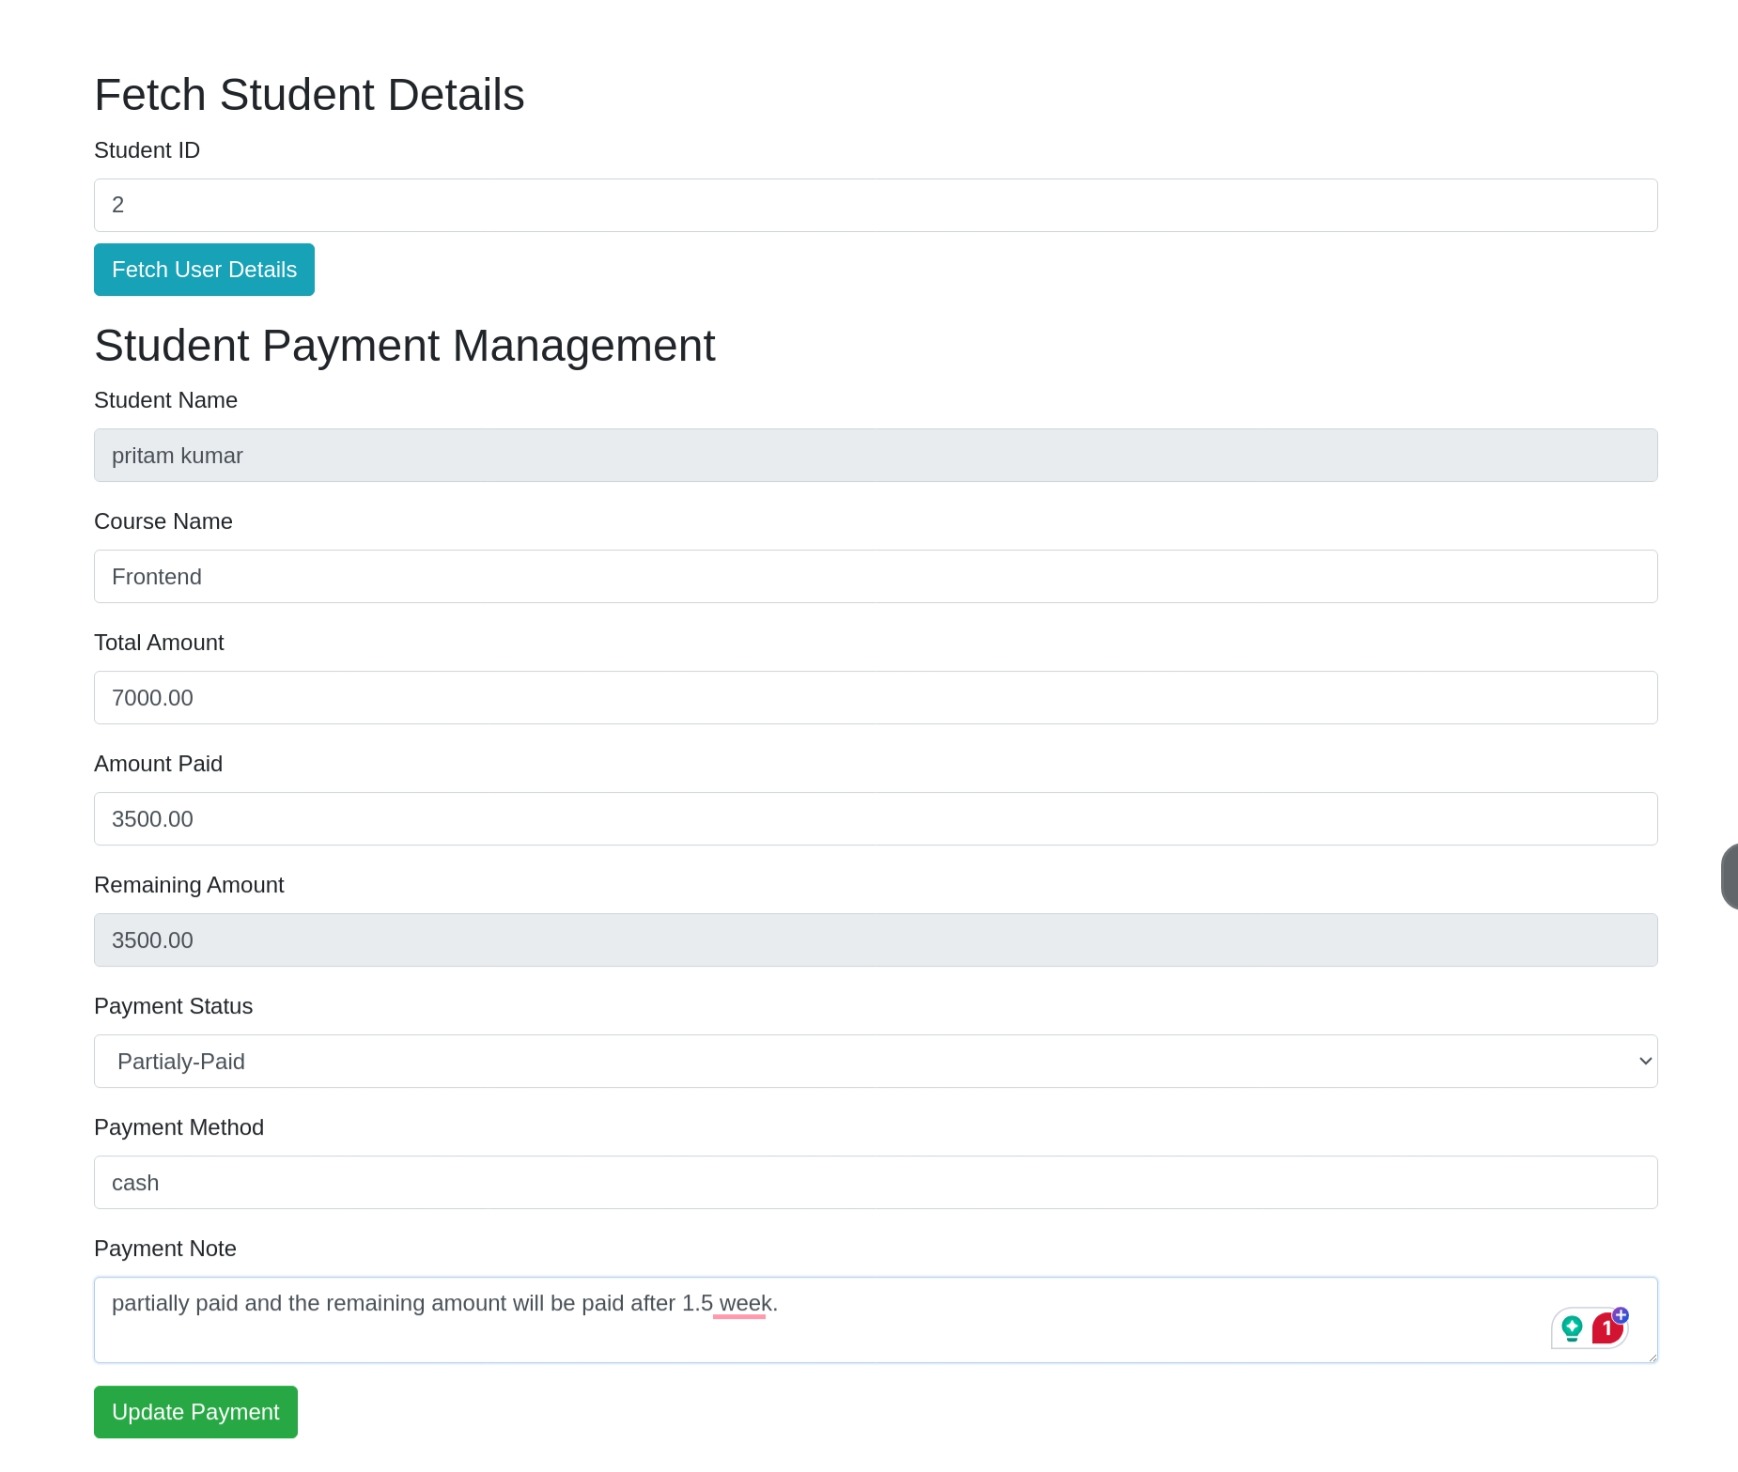 Fetch Student Details
Student ID
2
Fetch User Details
Student Payment Management
Student Name
pritam kumar
Course Name
Frontend
Total Amount
7000.00
Amount Paid
3500.00
Remaining Amount
3500.00
Payment Status
Partialy-Paid
Payment Method
cash
Payment Note
partially paid and the remaining amount will be paid after 1.5 week.
1
Update Payment